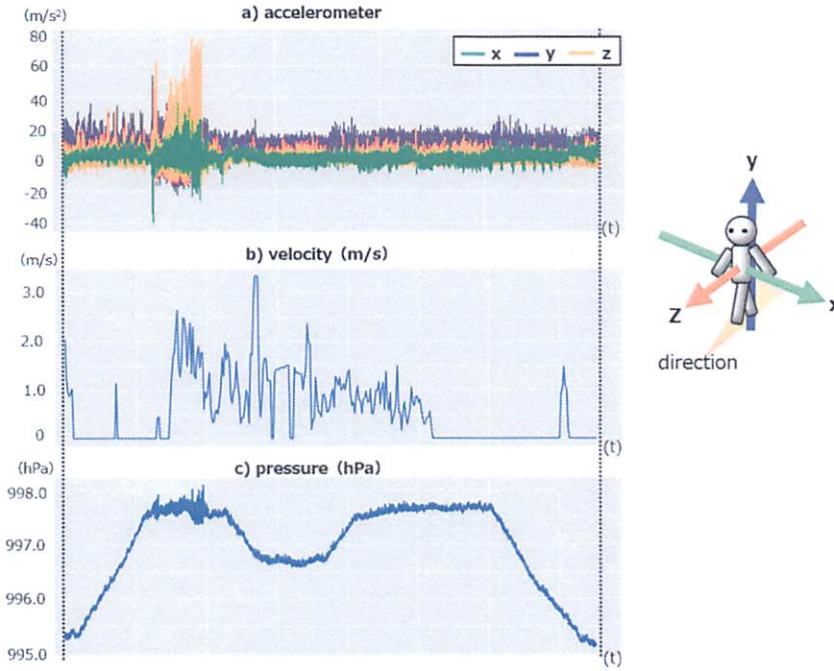 a) accelerometer
(m/s²)
80
60
40
20
0
-20
-40
x y z
(t)
b) velocity (m/s)
(m/s)
3.0
2.0
1.0
0
(t)
c) pressure (hPa)
(hPa)
998.0
997.0
996.0
995.0
(t)
y
x
z
direction